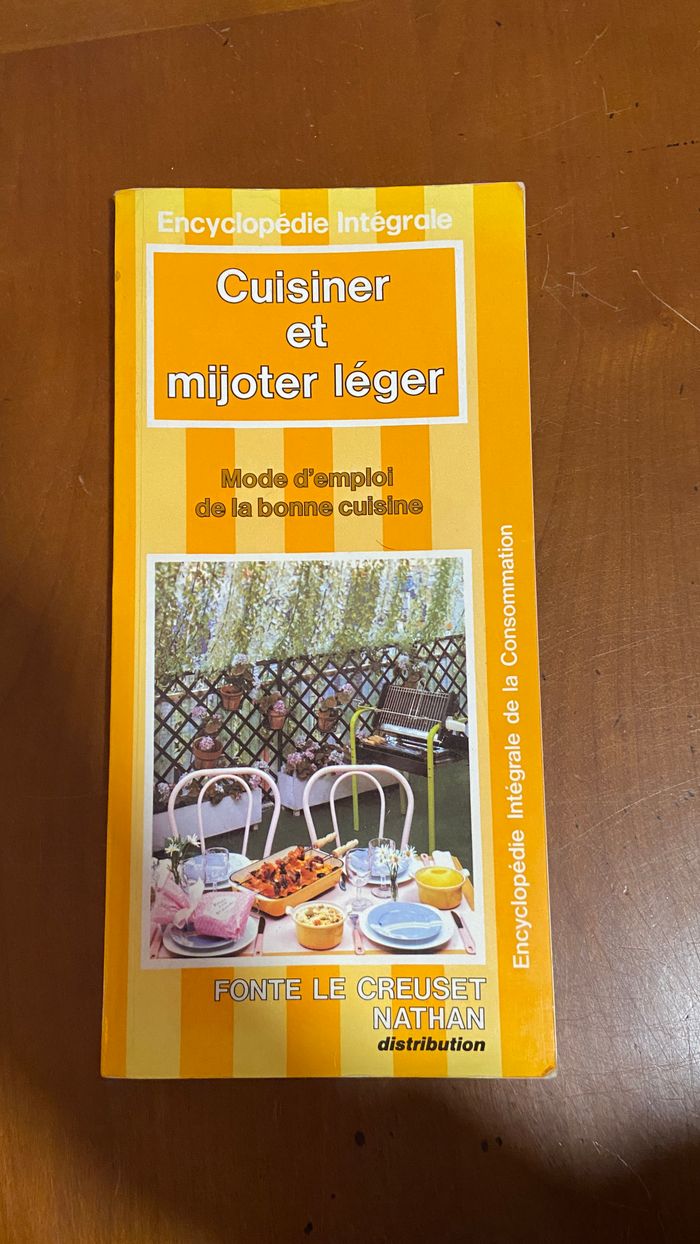 Encyclopédie Intégrale
Cuisiner
et
mijoter léger
Mode d'emploi
de la bonne cuisine
Encyclopédie Intégrale de la Consommation
FONTE LE CREUSET
NATHAN
distribution